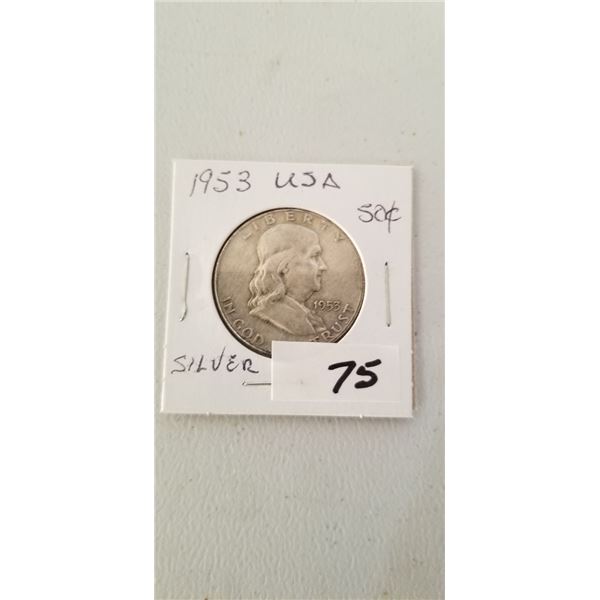 1953 USA
50¢
LIBERTY
1953
IN GOD
TRUST
SILVER
75